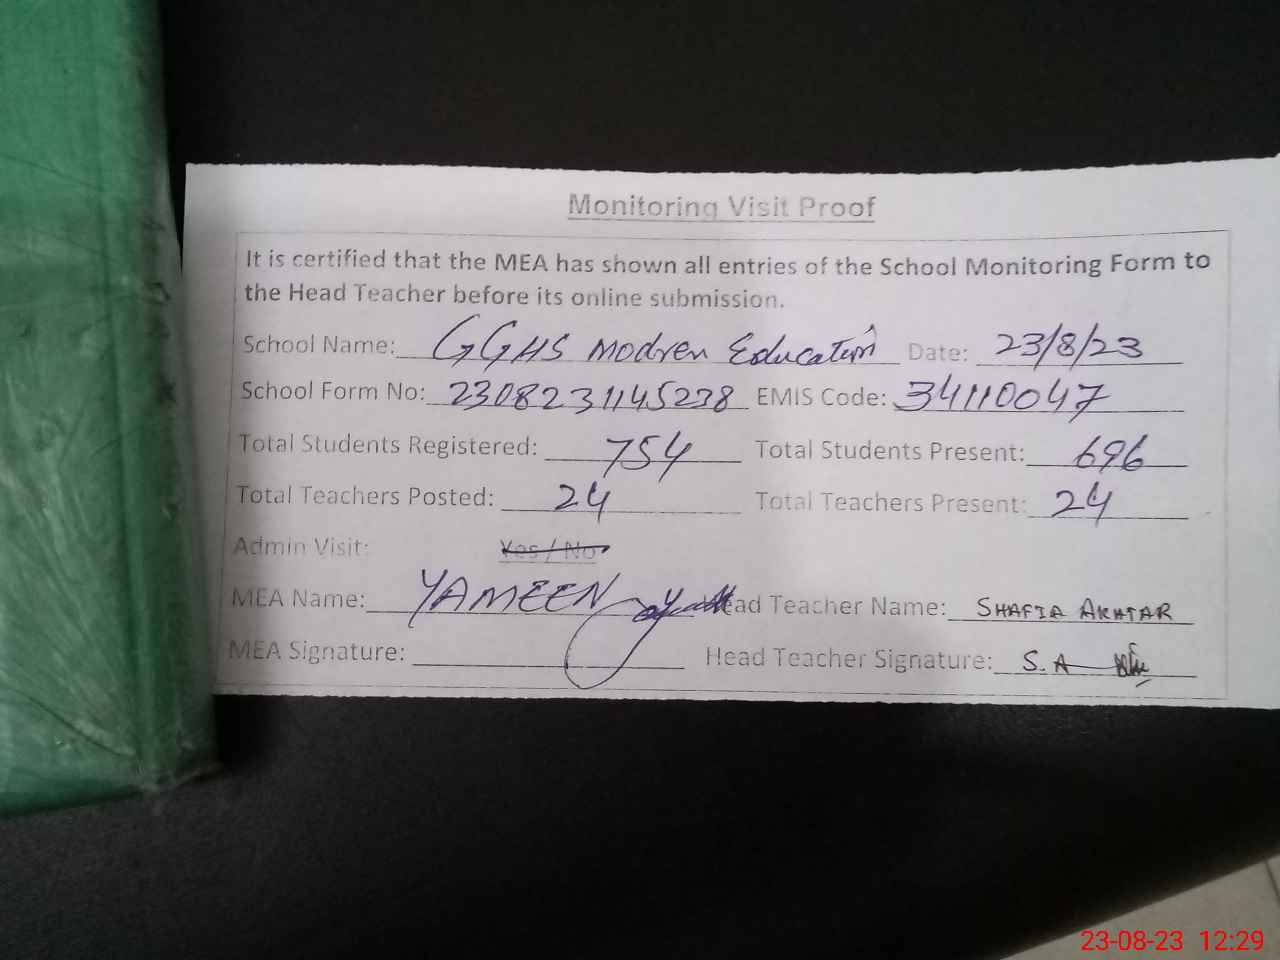 Monitoring Visit Proof
It is certified that the MEA has shown all entries of the School Monitoring Form to
the Head Teacher before its online submission.
School Name: GGHS Modren Education Date: 23/8/23
School Form No: 2308231145238 EMIS Code: 34110047
Total Students Registered: 754 Total Students Present: 696
Total Teachers Posted: 24 Total Teachers Present: 24
Admin Visit: Yes / No
MEA Name: YAMEEN Head Teacher Name: SHAFIA AKHTAR
MEA Signature: Head Teacher Signature: S.A
23-08-23 12:29